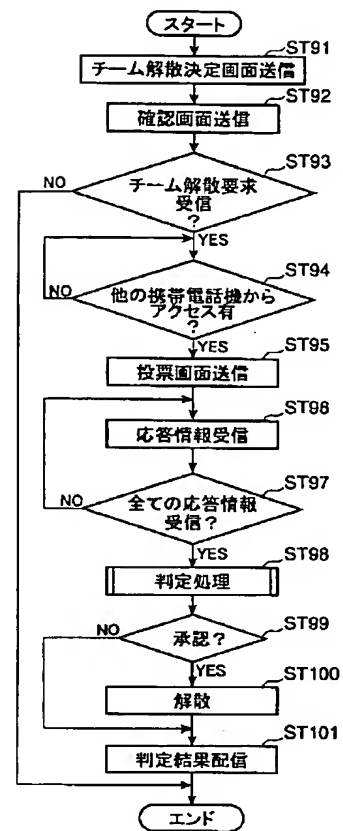 スタート
ST91
チーム解散決定画面送信
ST92
確認画面送信
ST93
NO
チーム解散要求
受信
?
YES
ST94
NO
他の携帯電話機から
アクセス有
?
YES
ST95
投票画面送信
ST98
応答情報受信
ST97
NO
全ての応答情報
受信?
YES
ST98
判定処理
ST99
NO
承認?
YES
ST100
解散
ST101
判定結果配信
エンド